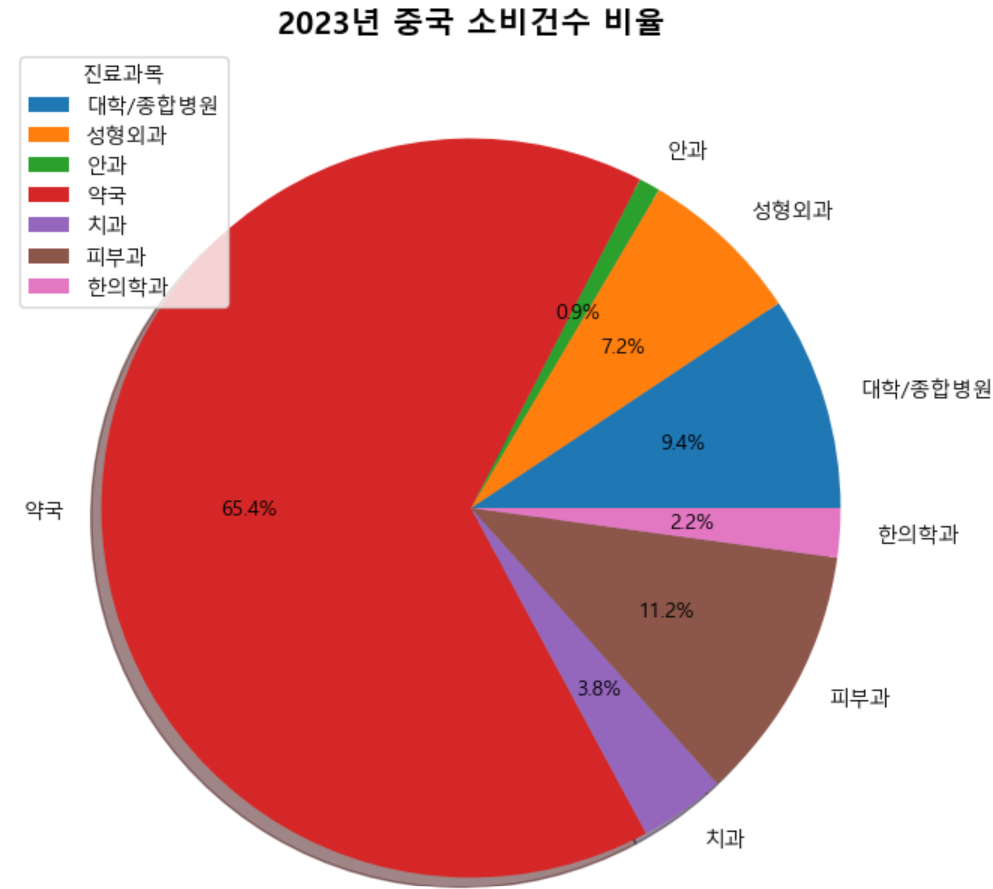 2023년 중국 소비건수 비율
진료과목
대학/종합병원
성형외과
안과
약국
치과
피부과
한의학과
안과
성형외과
0.9%
7.2%
대학/종합병원
9.4%
약국
65.4%
2.2%
한의학과
11.2%
3.8%
피부과
치과